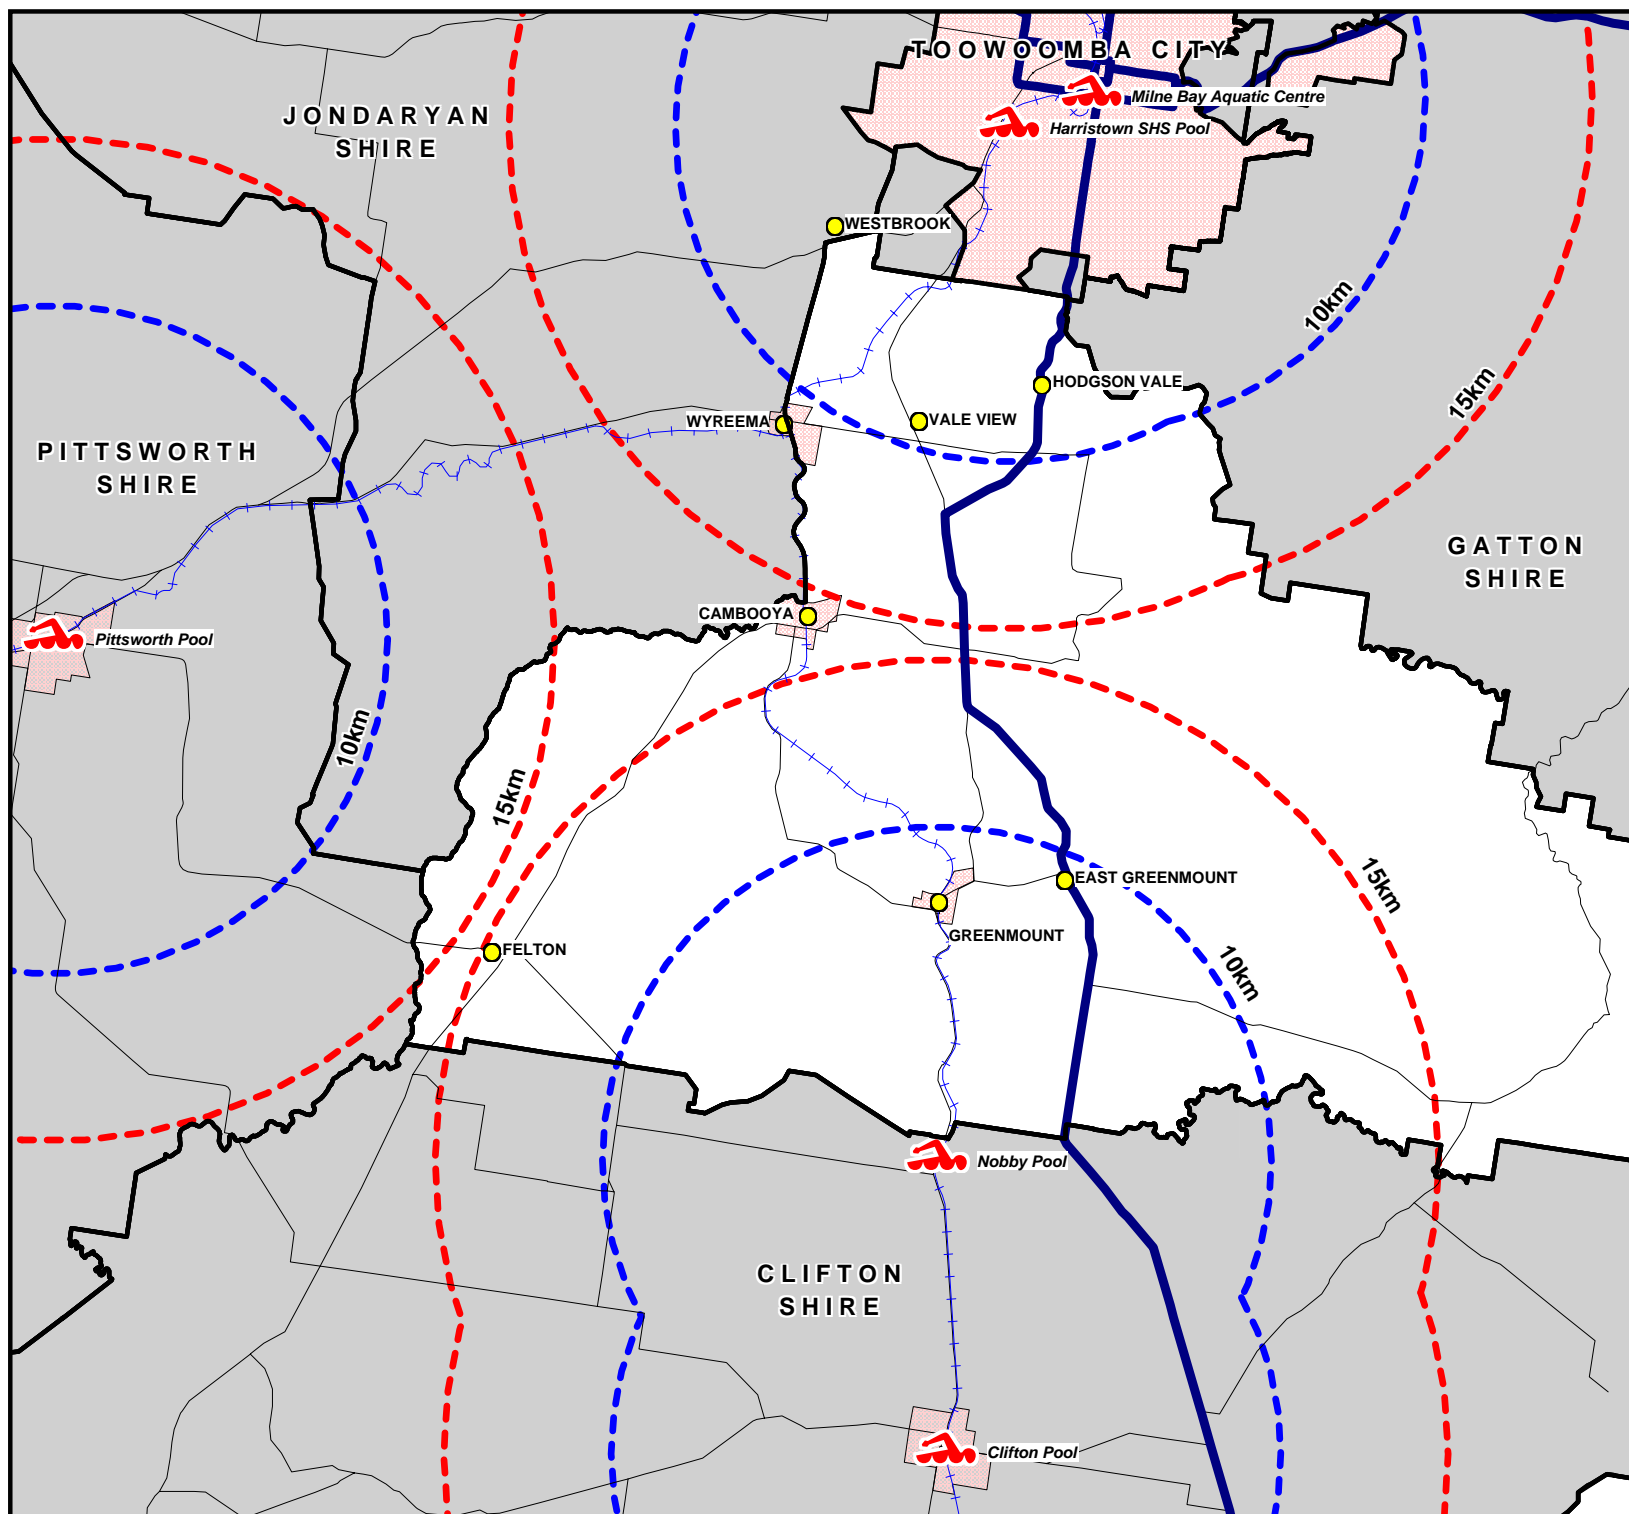 TOOWOOMBA CITY
Milne Bay Aquatic Centre
JONDARYAN
SHIRE
Harristown SHS Pool
WESTBROOK
10km
HODGSON VALE
15km
WYREEMA
VALE VIEW
PITTSWORTH
SHIRE
GATTON
SHIRE
CAMBOOYA
Pittsworth Pool
10km
15km
EAST GREENMOUNT
15km
GREENMOUNT
FELTON
10km
Nobby Pool
CLIFTON
SHIRE
Clifton Pool